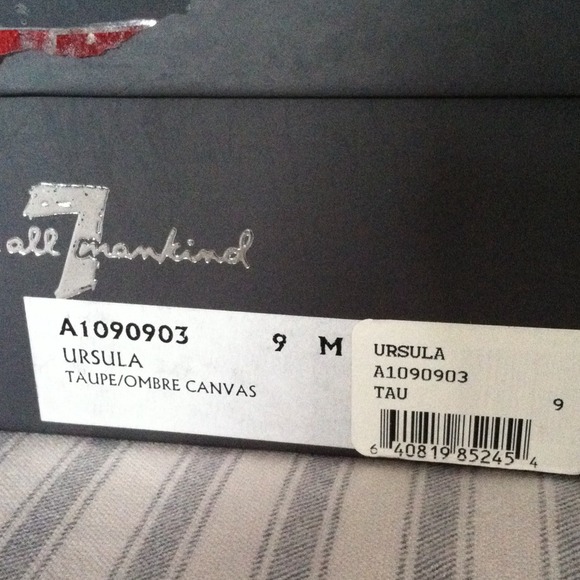 7
all mankind
A1090903 9 M
URSULA
TAUPE/OMBRE CANVAS
URSULA
A1090903
TAU 9
6 40819 85245 4